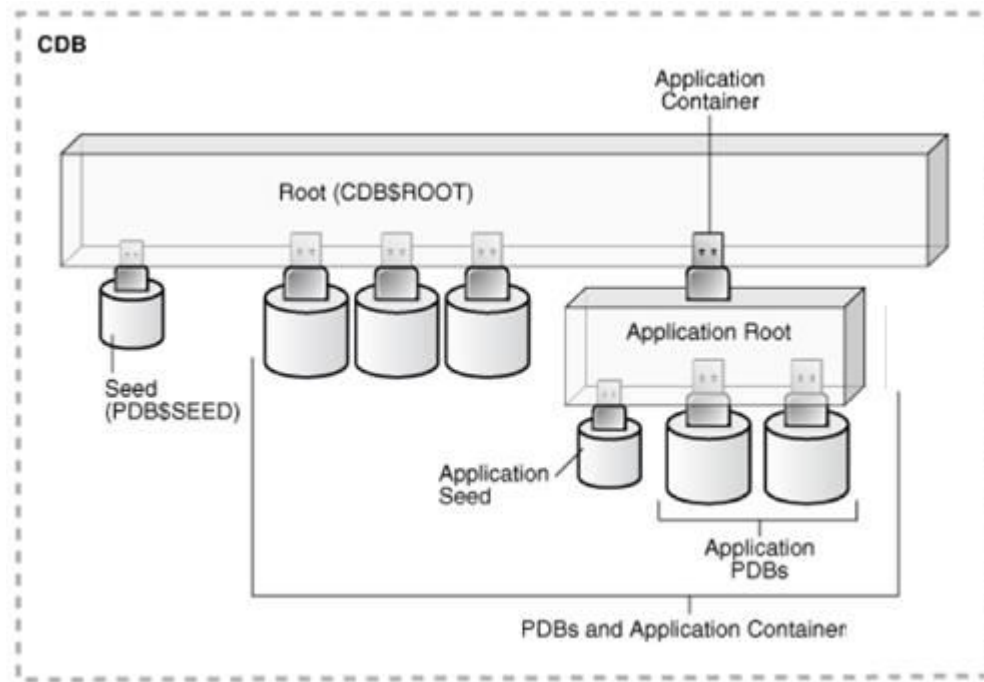 CDB
Application
Container
Root (CDB$ROOT)
Application Root
Seed
(PDB$SEED)
Application
Seed
Application
PDBs
PDBs and Application Container